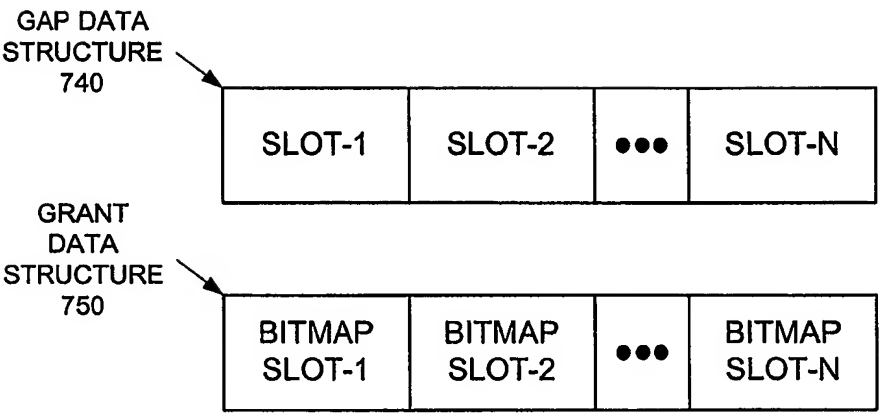 GAP DATA
STRUCTURE
740
SLOT-1 SLOT-2 ●●● SLOT-N
GRANT
DATA
STRUCTURE
750
BITMAP BITMAP ●●● BITMAP
SLOT-1 SLOT-2 SLOT-N